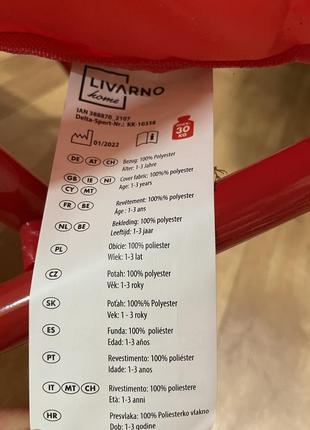 LIVARNO
home
IAN 368870_2107
Delta-Sport-Nr.: KK-10338
01/2022
max.
30
KG
DE AT CH Bezug: 100% Polyester
Alter: 1-3 Jahre
GB IE NI Cover fabric: 100% polyester
CY MT Age: 1-3 years
FR BE Revêtement: 100% polyester
Âge : 1-3 ans
NL BE Bekleding: 100% polyester
Leeftijd: 1-3 jaar
PL Obicie: 100% poliester
Wiek: 1-3 lat
CZ Potah: 100% polyester
Věk: 1-3 roky
SK Poťah: 100% Polyester
Vek: 1-3 roky
ES Funda: 100% poliéster
Edad: 1-3 años
PT Revestimento: 100% poliéster
Idade: 1-3 anos
IT MT CH Rivestimento: 100% poliestere
Età: 1-3 anni
HR Presvlaka: 100% Poliestersko vlakno
Dob: 1-3 godine